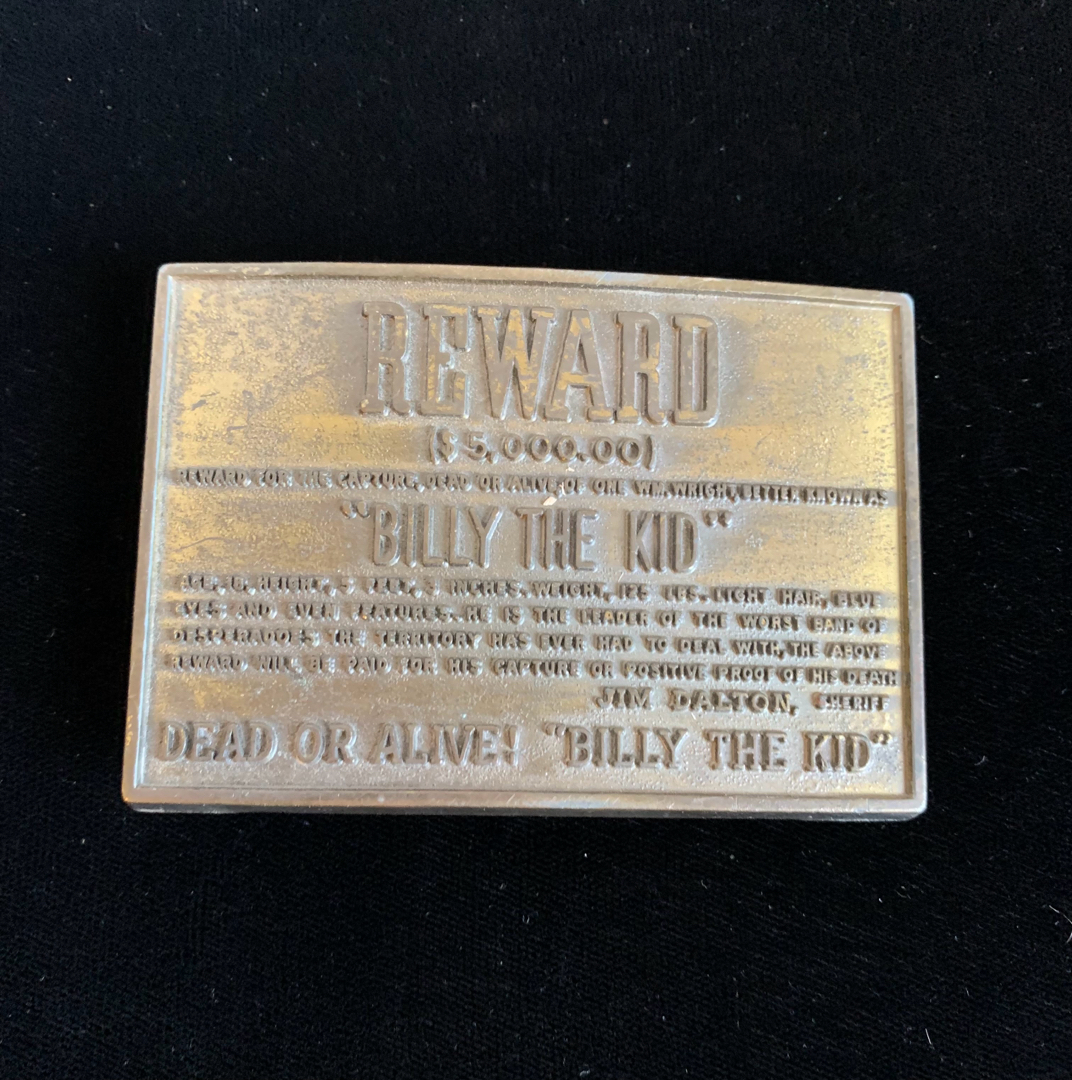 REWARD
($5,000.00)
REWARD FOR THE CAPTURE, DEAD OR ALIVE, OF ONE WM. WRIGHT, BETTER KNOWN AS
"BILLY THE KID"
AGE, 18. HEIGHT, 5 FEET, 3 INCHES. WEIGHT, 125 LBS. LIGHT HAIR, BLUE
EYES AND EVEN FEATURES. HE IS THE LEADER OF THE WORST BAND OF
DESPERADOES THE TERRITORY HAS EVER HAD TO DEAL WITH, THE ABOVE
REWARD WILL BE PAID FOR HIS CAPTURE OR POSITIVE PROOF OF HIS DEATH
JIM DALTON, SHERIFF
DEAD OR ALIVE! "BILLY THE KID"